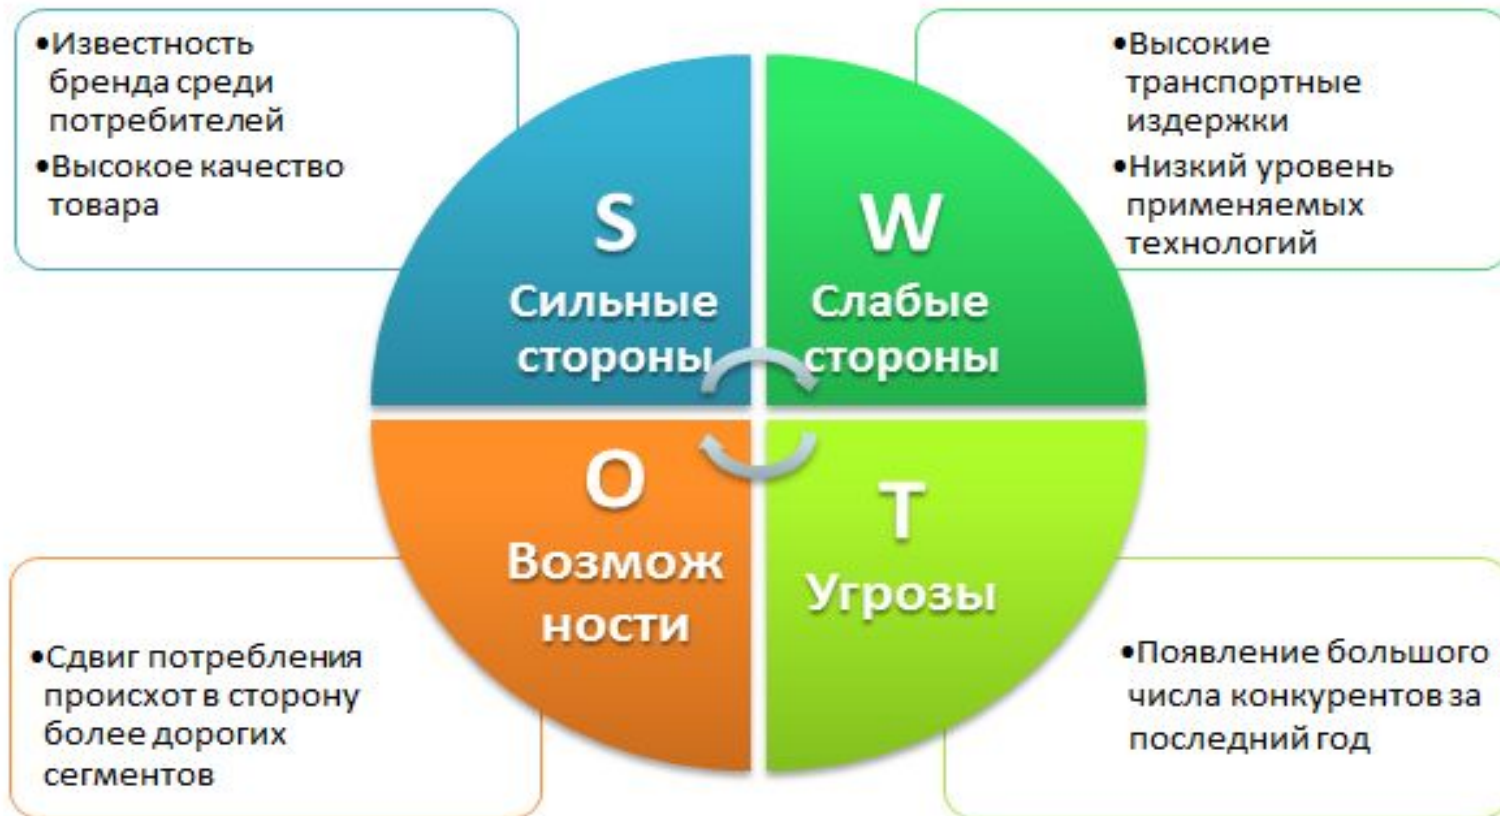 •Известность
бренда среди
потребителей
•Высокое качество
товара
•Высокие
транспортные
издержки
•Низкий уровень
применяемых
технологий
S
Сильные
стороны
W
Слабые
стороны
O
Возмож
ности
T
Угрозы
•Сдвиг потребления
происхот в сторону
более дорогих
сегментов
•Появление большого
числа конкурентов за
последний год